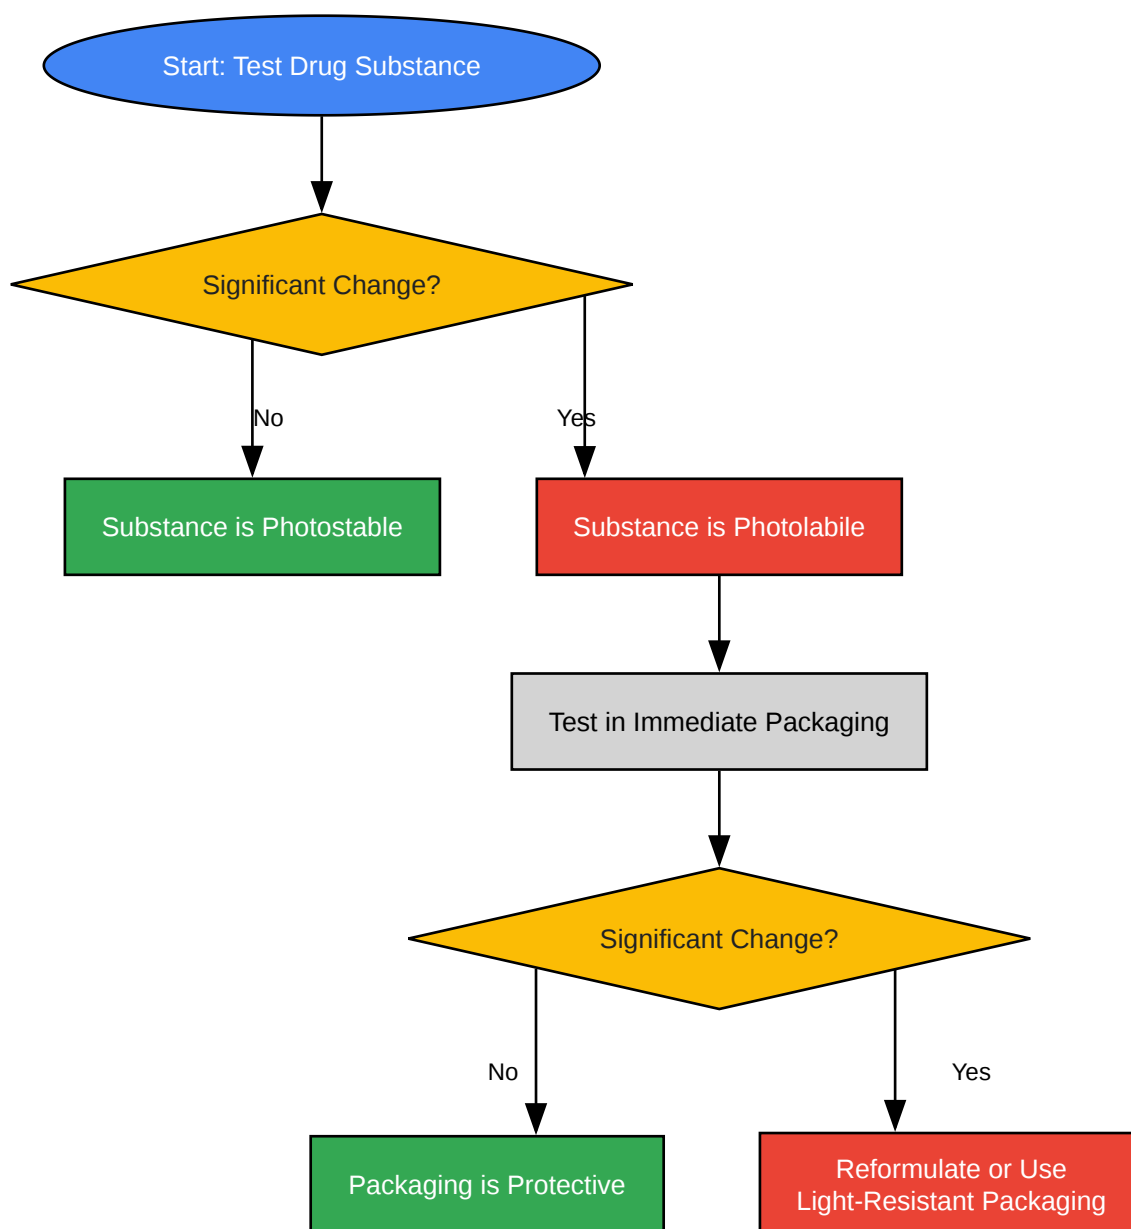 Start: Test Drug Substance
Significant Change?
No
Yes
Substance is Photostable
Substance is Photolabile
Test in Immediate Packaging
Significant Change?
No
Yes
Packaging is Protective
Reformulate or Use
Light-Resistant Packaging